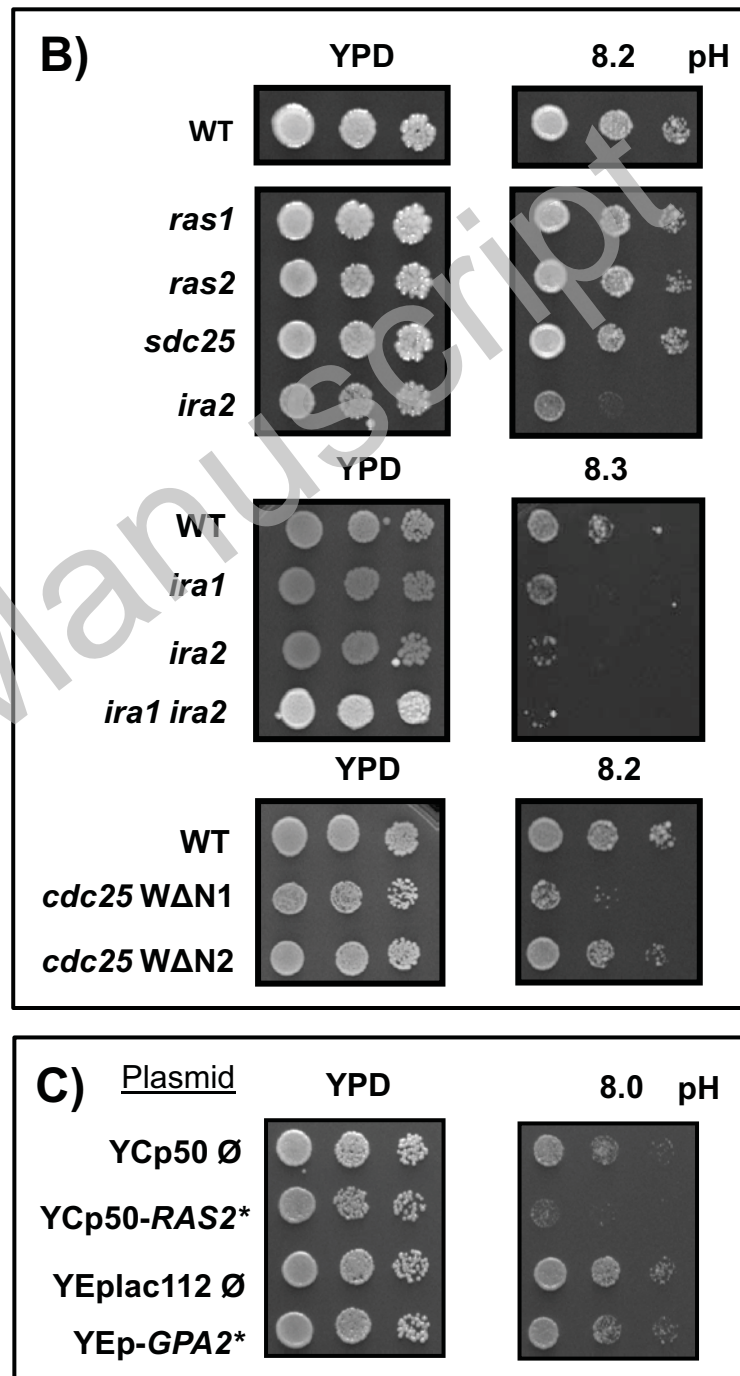 B) YPD 8.2 pH
WT
ras1
ras2
sdc25
ira2
YPD 8.3
WT
ira1
ira2
ira1 ira2
YPD 8.2
WT
cdc25 WΔN1
cdc25 WΔN2
C) Plasmid YPD 8.0 pH
YCp50 Ø
YCp50-RAS2*
YEplac112 Ø
YEp-GPA2*
Manuscript